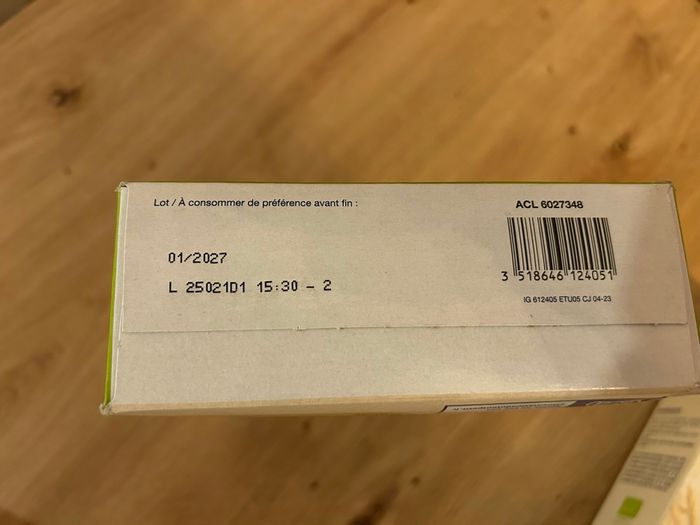 Lot / À consommer de préférence avant fin :
ACL 6027348
01/2027
L 25021D1 15:30 - 2
3 518646 124051
IG 612405 ETU05 CJ 04-23